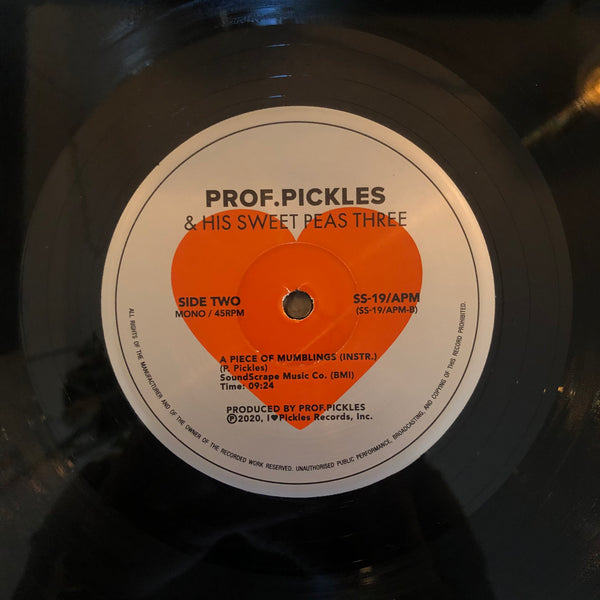 PROF.PICKLES
& HIS SWEET PEAS THREE
SIDE TWO
MONO / 45RPM
SS-19/APM
(SS-19/APM-B)
A PIECE OF MUMBLINGS (INSTR.)
(P. Pickles)
SoundScrape Music Co. (BMI)
Time: 09:24
PRODUCED BY PROF.PICKLES
℗2020, I♥Pickles Records, Inc.
ALL RIGHTS OF THE MANUFACTURER AND OF THE OWNER OF THE RECORDED WORK RESERVED. UNAUTHORISED PUBLIC PERFORMANCE, BROADCASTING, AND COPYING OF THIS RECORD PROHIBITED.